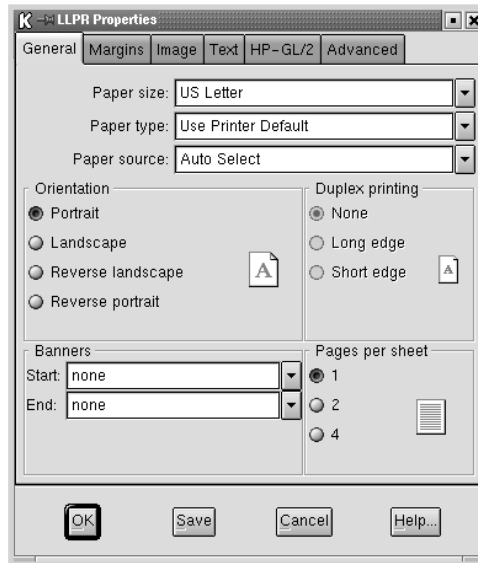 LLPR Properties
General Margins Image Text HP-GL/2 Advanced
Paper size: US Letter
Paper type: Use Printer Default
Paper source: Auto Select
Orientation
Portrait
Landscape
Reverse landscape
Reverse portrait
A
Duplex printing
None
Long edge
Short edge
A
Banners
Start: none
End: none
Pages per sheet
1
2
4
OK Save Cancel Help...